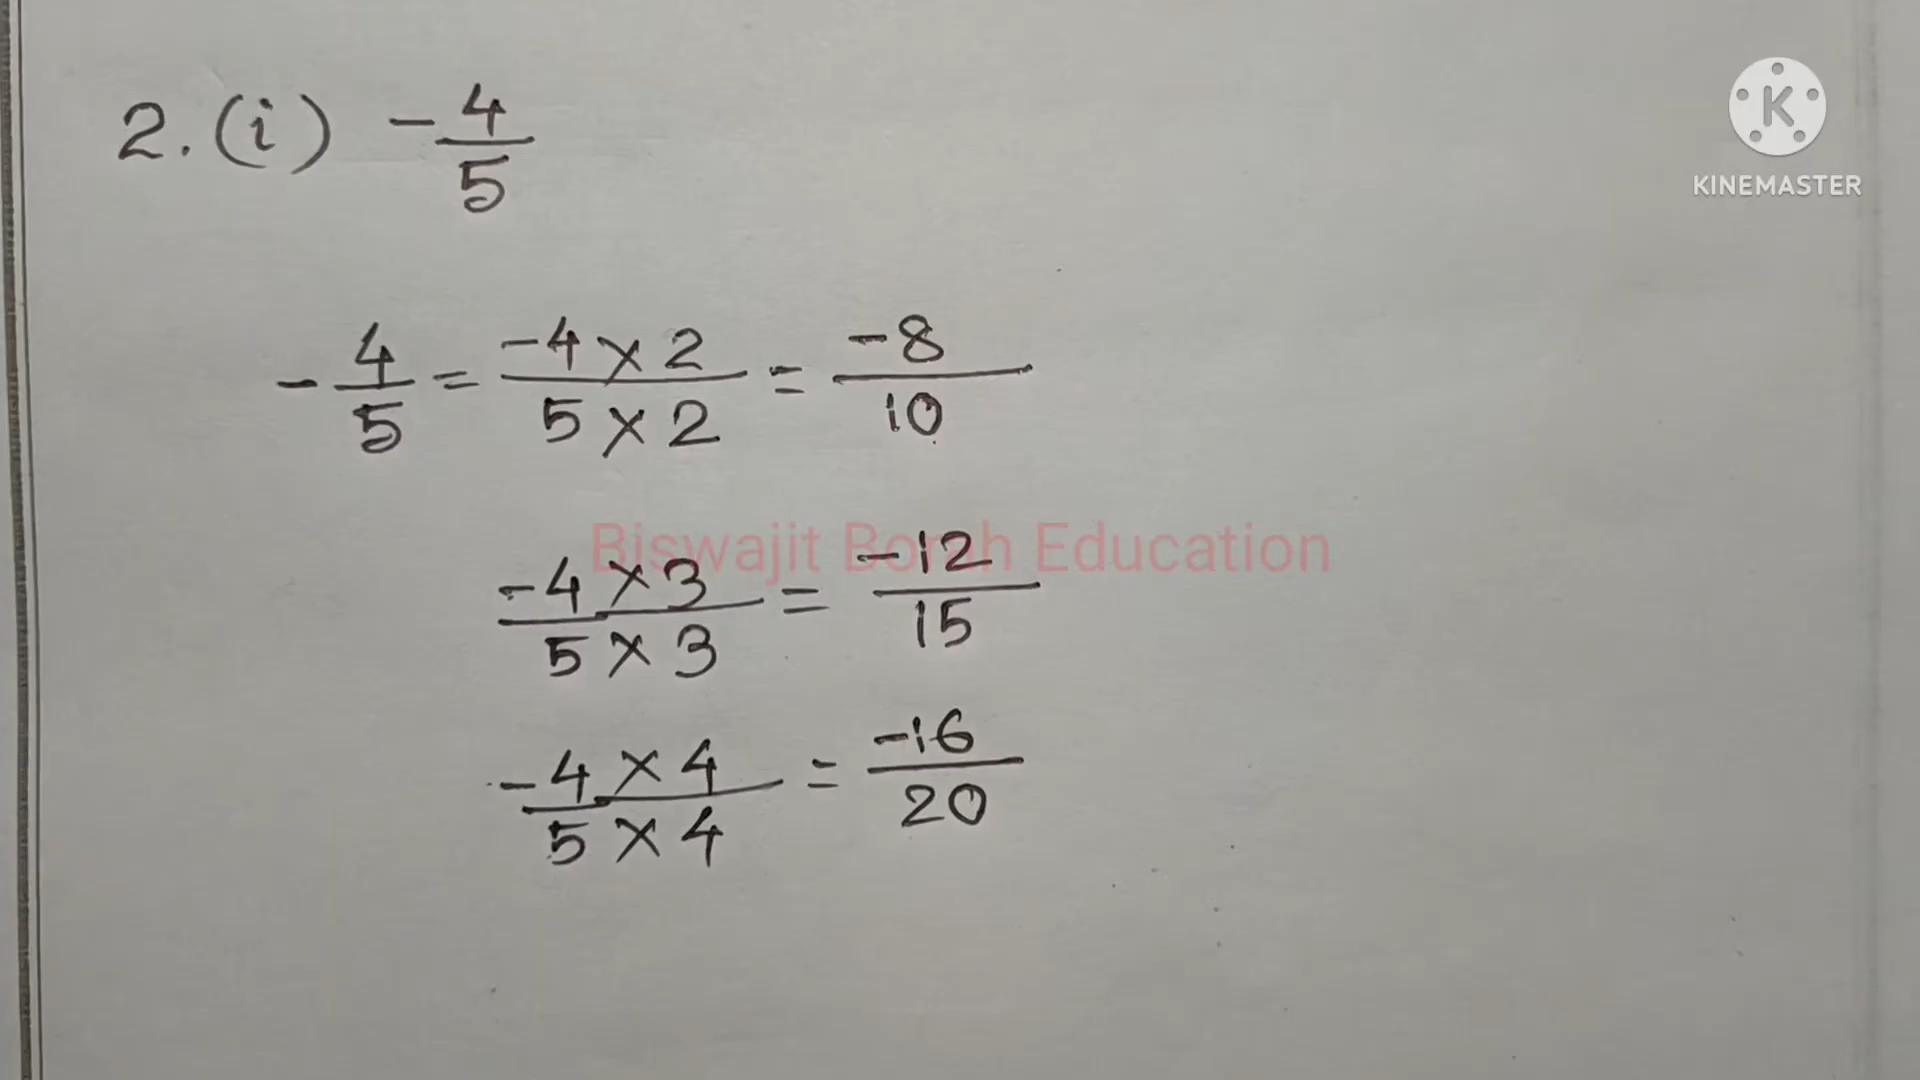 2. (i) -4/5
KINEMASTER
-4/5 = -4 × 2 / 5 × 2 = -8/10
Biswajit Borah Education
-4 × 3 / 5 × 3 = -12/15
-4 × 4 / 5 × 4 = -16/20